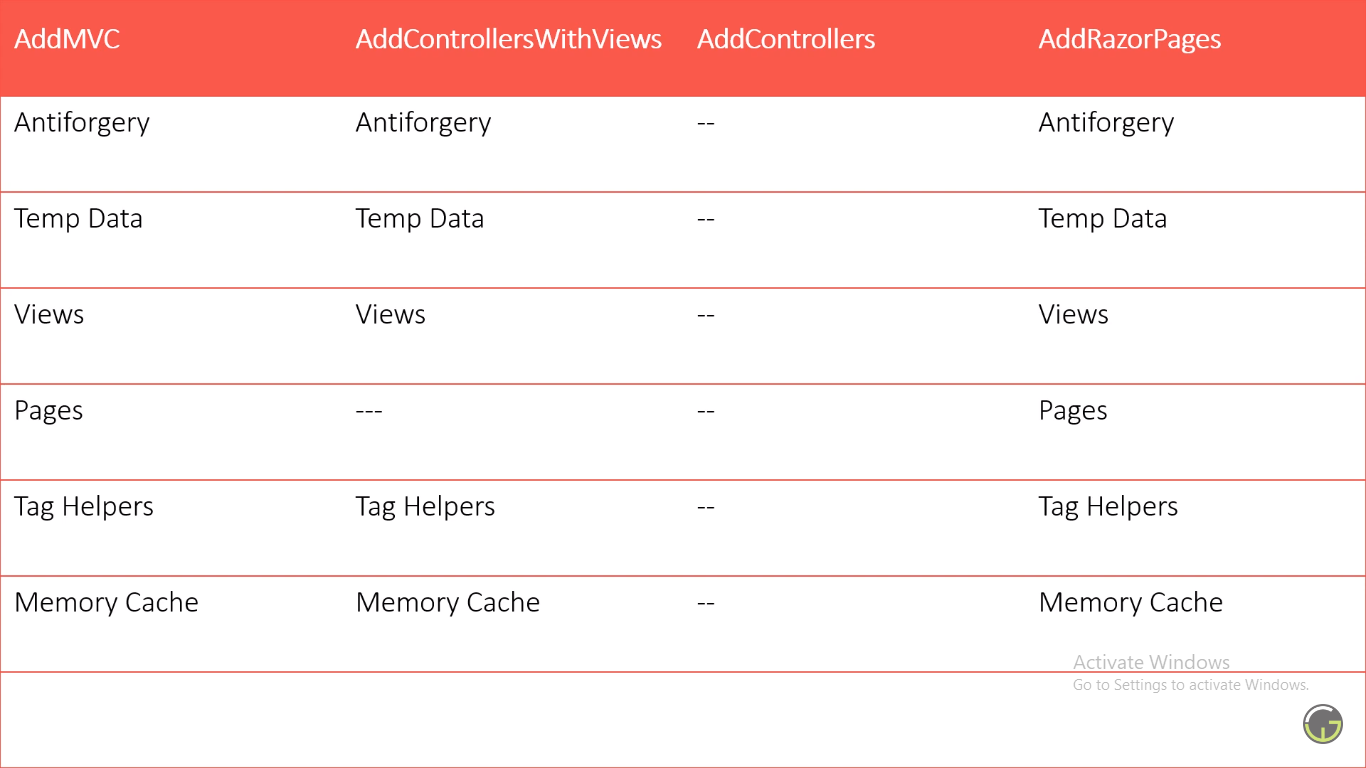 AddMVC AddControllersWithViews AddControllers AddRazorPages
Antiforgery Antiforgery -- Antiforgery
Temp Data Temp Data -- Temp Data
Views Views -- Views
Pages --- -- Pages
Tag Helpers Tag Helpers -- Tag Helpers
Memory Cache Memory Cache -- Memory Cache
Activate Windows
Go to Settings to activate Windows.